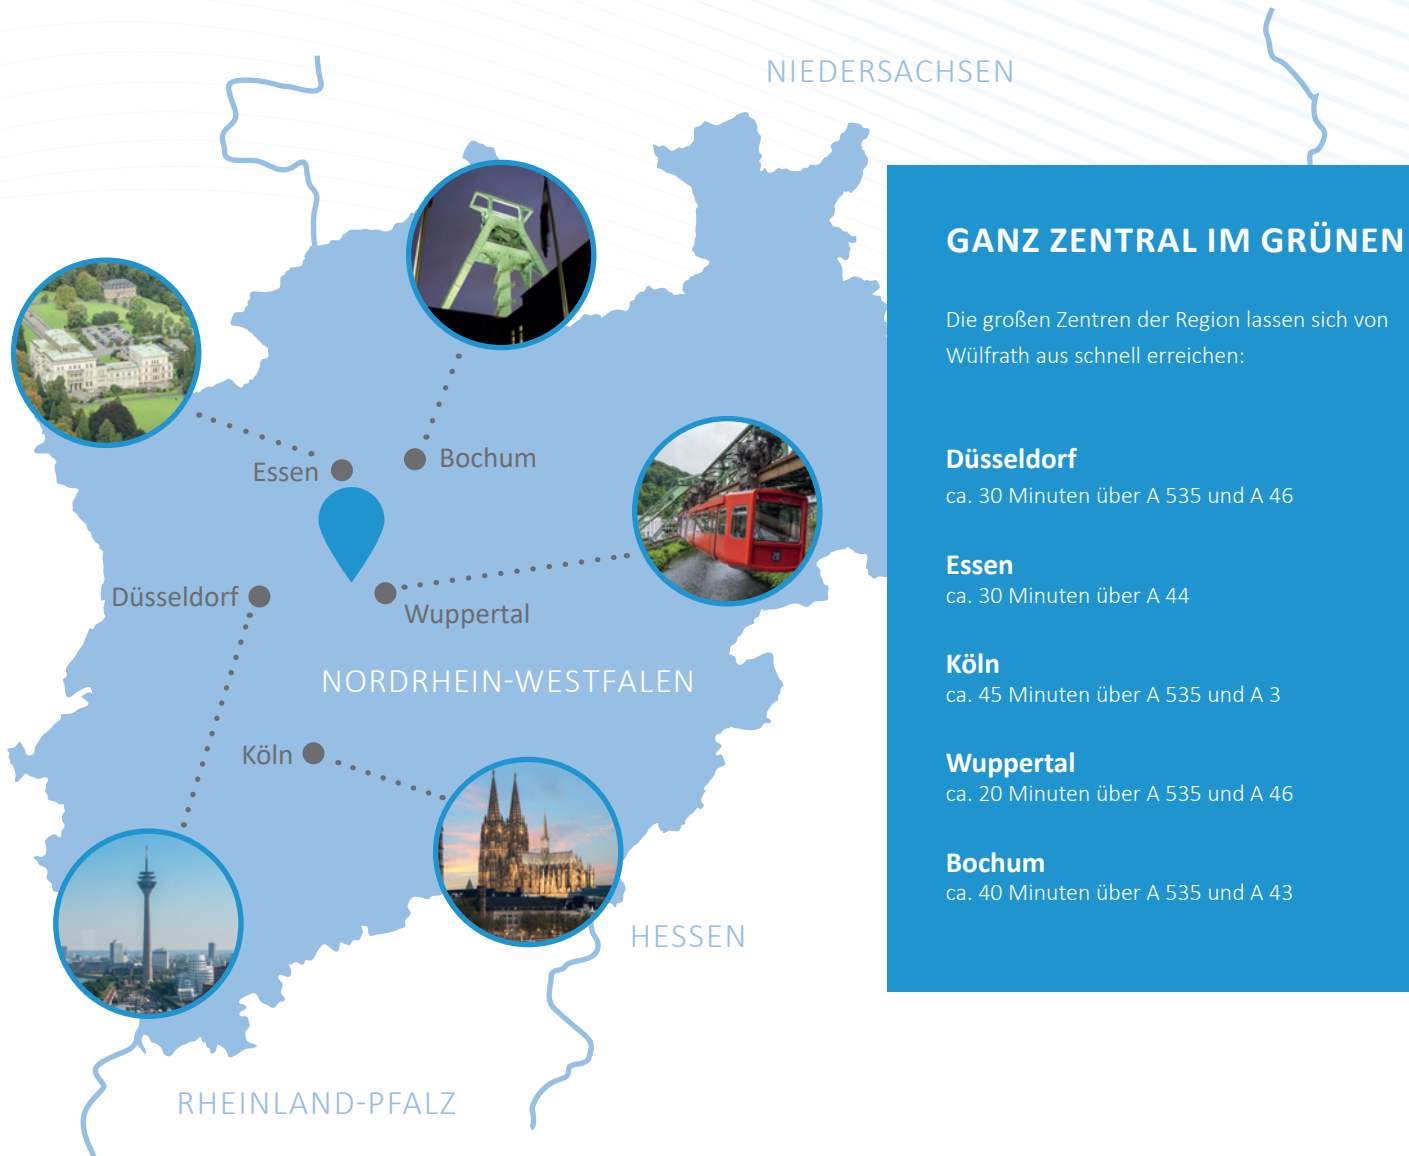 NIEDERSACHSEN
Essen
Bochum
Düsseldorf
Wuppertal
NORDRHEIN-WESTFALEN
Köln
HESSEN
RHEINLAND-PFALZ
GANZ ZENTRAL IM GRÜNEN
Die großen Zentren der Region lassen sich von
Wülfrath aus schnell erreichen:
Düsseldorf
ca. 30 Minuten über A 535 und A 46
Essen
ca. 30 Minuten über A 44
Köln
ca. 45 Minuten über A 535 und A 3
Wuppertal
ca. 20 Minuten über A 535 und A 46
Bochum
ca. 40 Minuten über A 535 und A 43